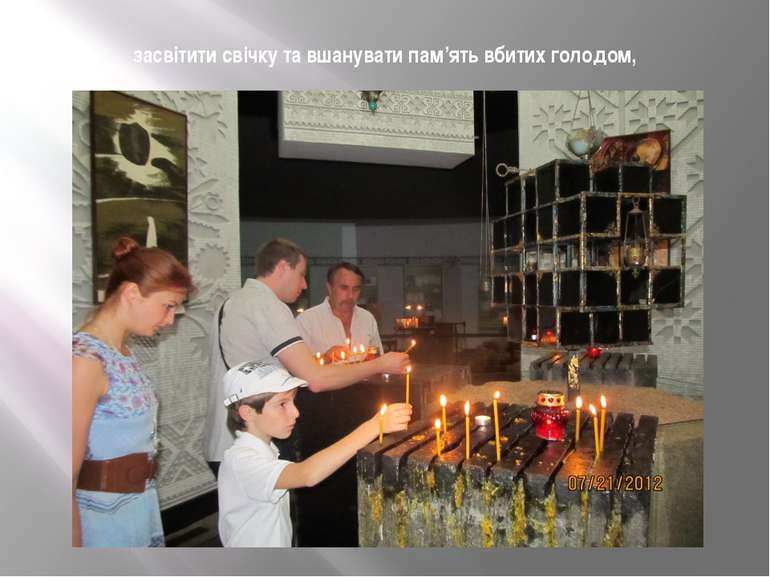 засвітити свічку та вшанувати пам’ять вбитих голодом,
07/21/2012